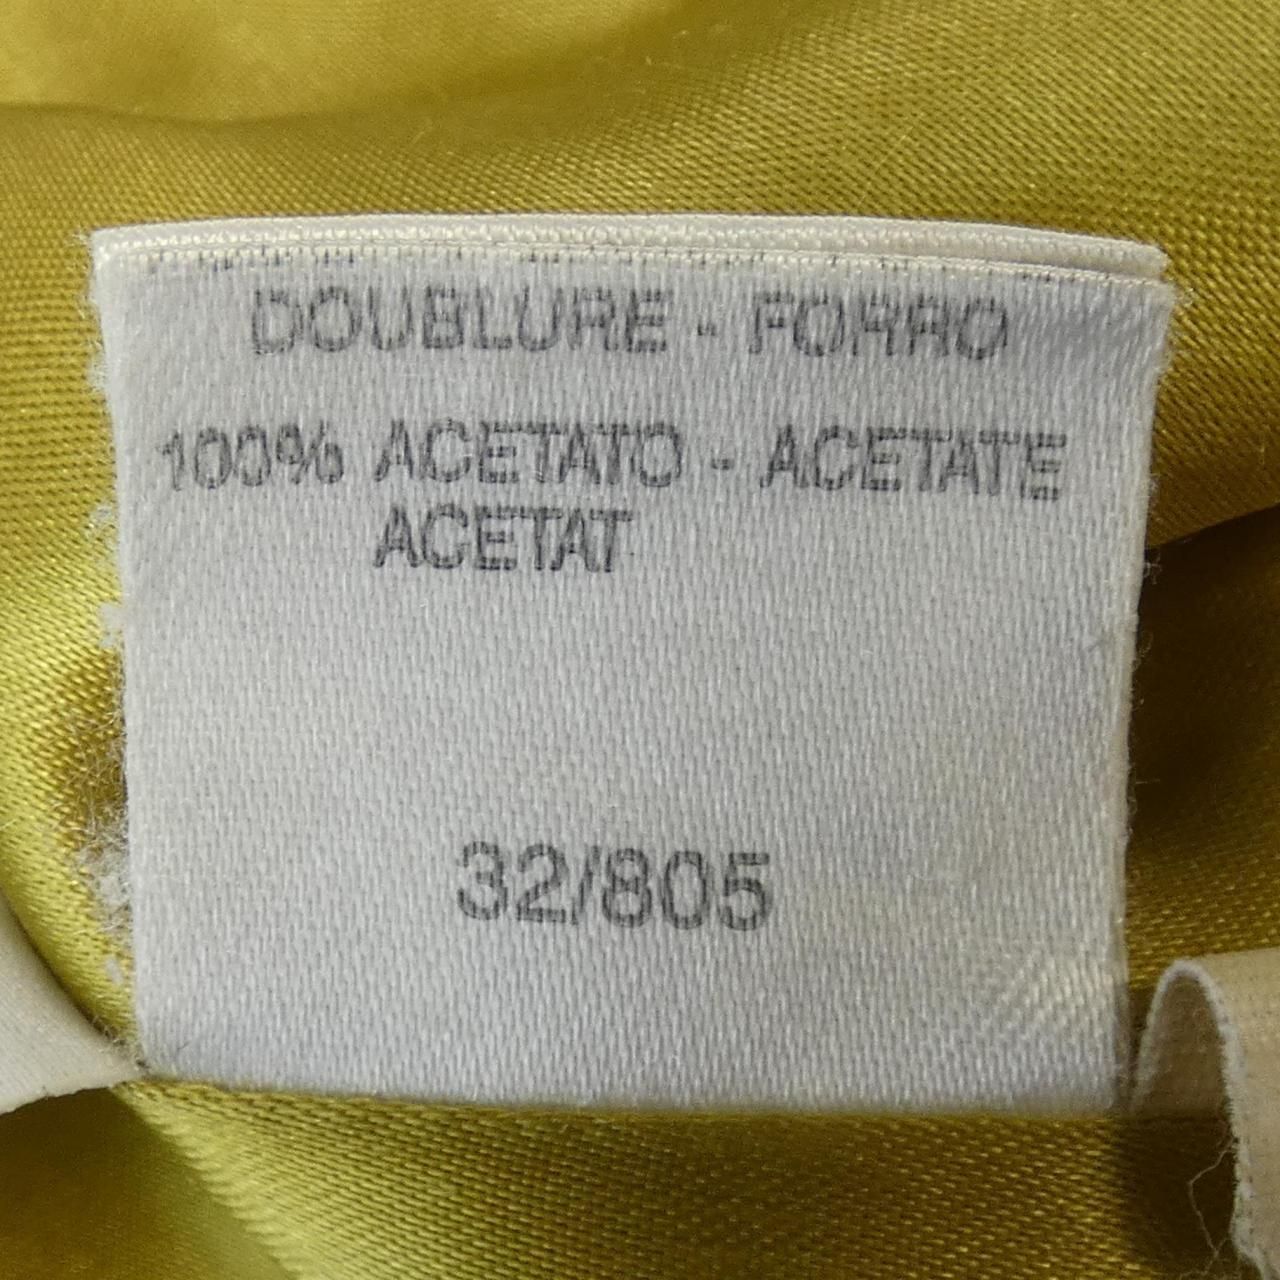 DOUBLURE - FORRO
100% ACETATO - ACETATE
ACETAT
32/805